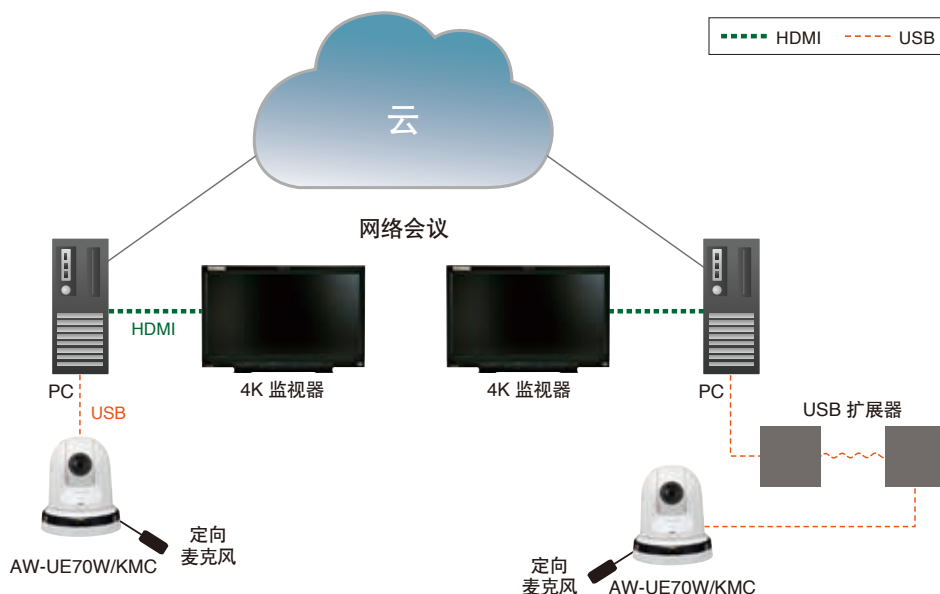 HDMI
USB
云
网络会议
HDMI
4K 监视器
4K 监视器
PC
PC
USB
USB 扩展器
定向
麦克风
AW-UE70W/KMC
定向
麦克风
AW-UE70W/KMC